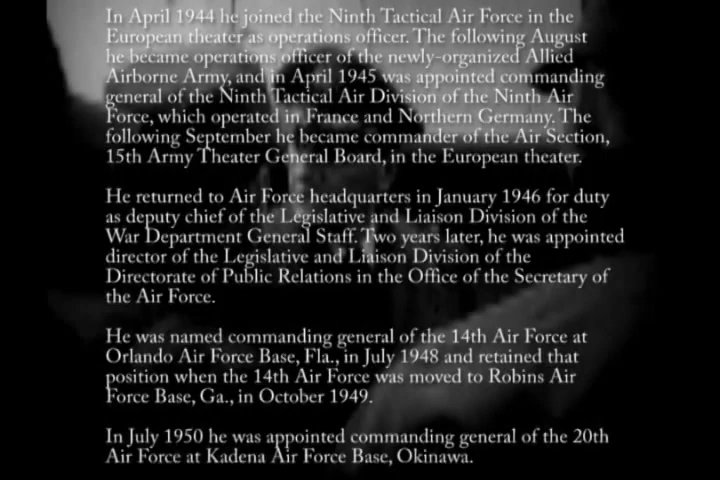 In April 1944 he joined the Ninth Tactical Air Force in the
European theater as operations officer. The following August
he became operations officer of the newly-organized Allied
Airborne Army, and in April 1945 was appointed commanding
general of the Ninth Tactical Air Division of the Ninth Air
Force, which operated in France and Northern Germany. The
following September he became commander of the Air Section,
15th Army Theater General Board, in the European theater.
He returned to Air Force headquarters in January 1946 for duty
as deputy chief of the Legislative and Liaison Division of the
War Department General Staff. Two years later, he was appointed
director of the Legislative and Liaison Division of the
Directorate of Public Relations in the Office of the Secretary of
the Air Force.
He was named commanding general of the 14th Air Force at
Orlando Air Force Base, Fla., in July 1948 and retained that
position when the 14th Air Force was moved to Robins Air
Force Base, Ga., in October 1949.
In July 1950 he was appointed commanding general of the 20th
Air Force at Kadena Air Force Base, Okinawa.